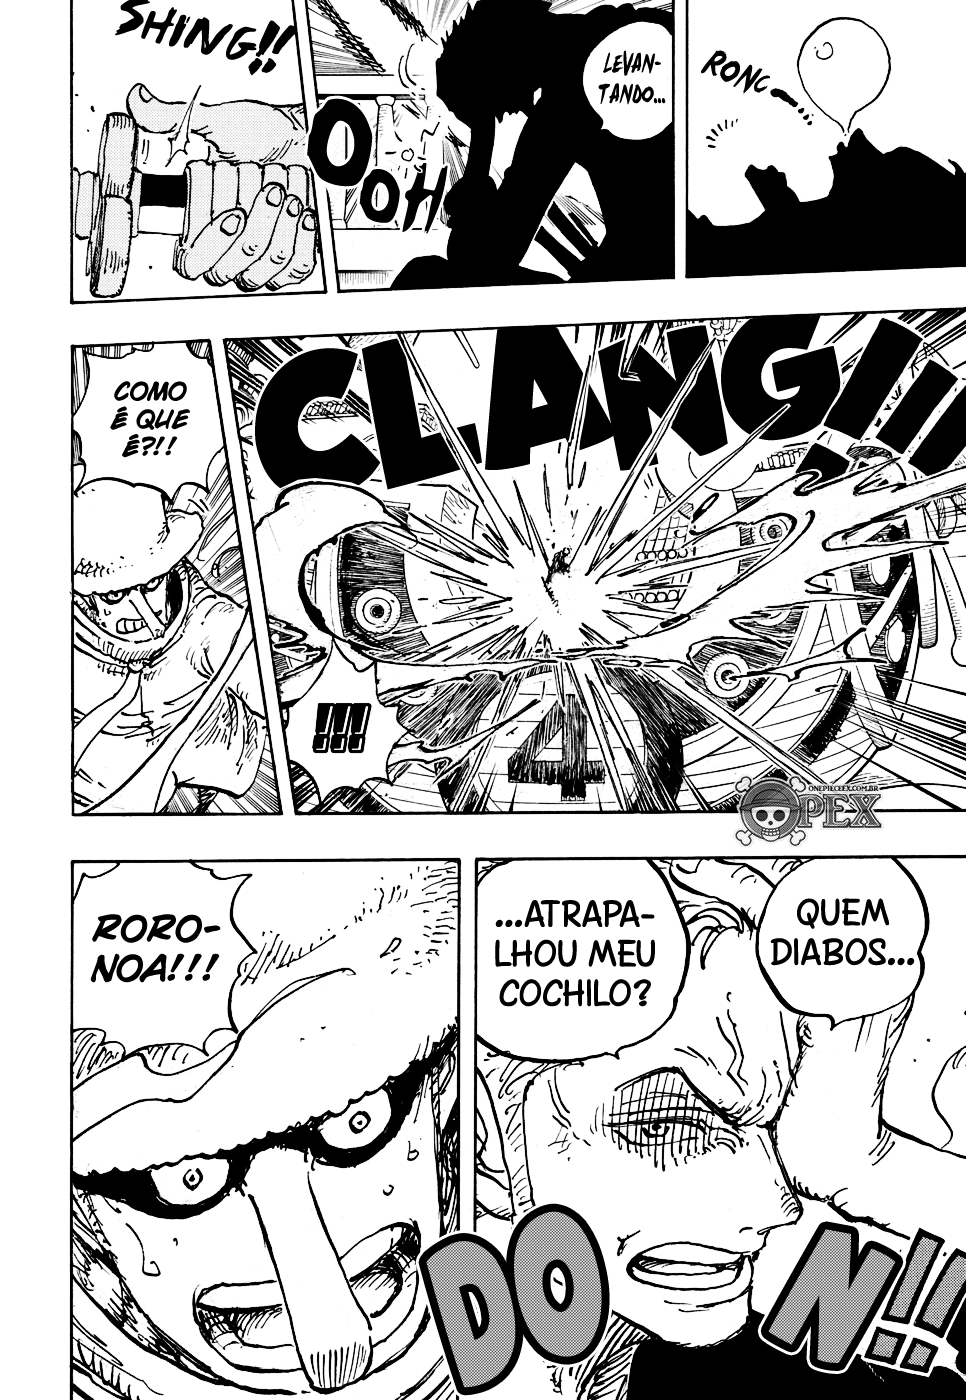 RONC
LEVAN-
TANDO...
OOH
SHING!!
CLANG!!!
4
!!!
COMO
É QUE
É?!!
ONEPIECEEX.COM.BR
OPEX
QUEM
DIABOS...
...ATRAPA-
LHOU MEU
COCHILO?
DON!!
RORO-
NOA!!!